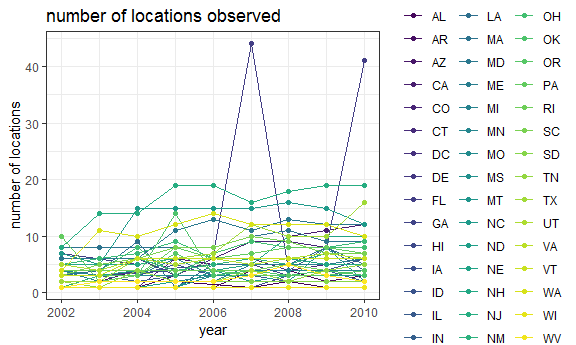 number of locations observed
number of locations
40
30
20
10
0
2002 2004 2006 2008 2010
year
AL LA OH
AR MA OK
AZ MD OR
CA ME PA
CO MI RI
CT MN SC
DC MO SD
DE MS TN
FL MT TX
GA NC UT
HI ND VA
IA NE VT
ID NH WA
IL NJ WI
IN NM WV